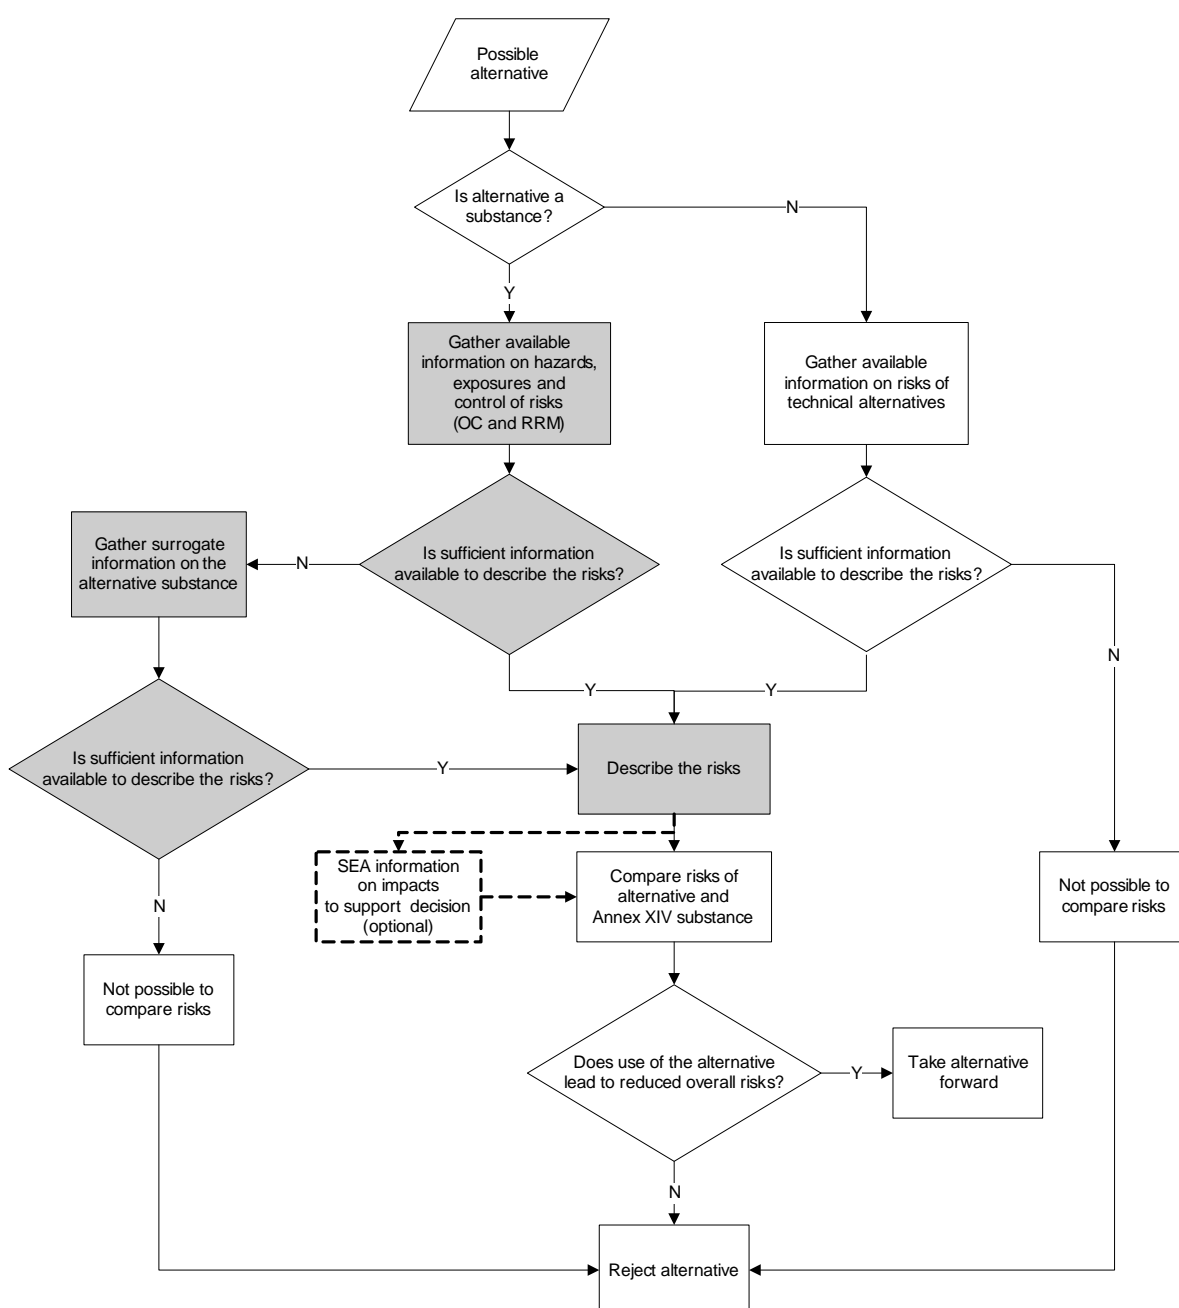 Possible
alternative
Is alternative a
substance?
N
Y
Gather available
information on hazards,
exposures and
control of risks
(OC and RRM)
Gather available
information on risks of
technical alternatives
Gather surrogate
information on the
alternative substance
N
Is sufficient information
available to describe the risks?
Is sufficient information
available to describe the risks?
N
Y
Y
Is sufficient information
available to describe the risks?
Y
Describe the risks
SEA information
on impacts
to support decision
(optional)
Compare risks of
alternative and
Annex XIV substance
Not possible to
compare risks
N
Not possible to
compare risks
Does use of the alternative
lead to reduced overall risks?
Y
Take alternative
forward
N
Reject alternative